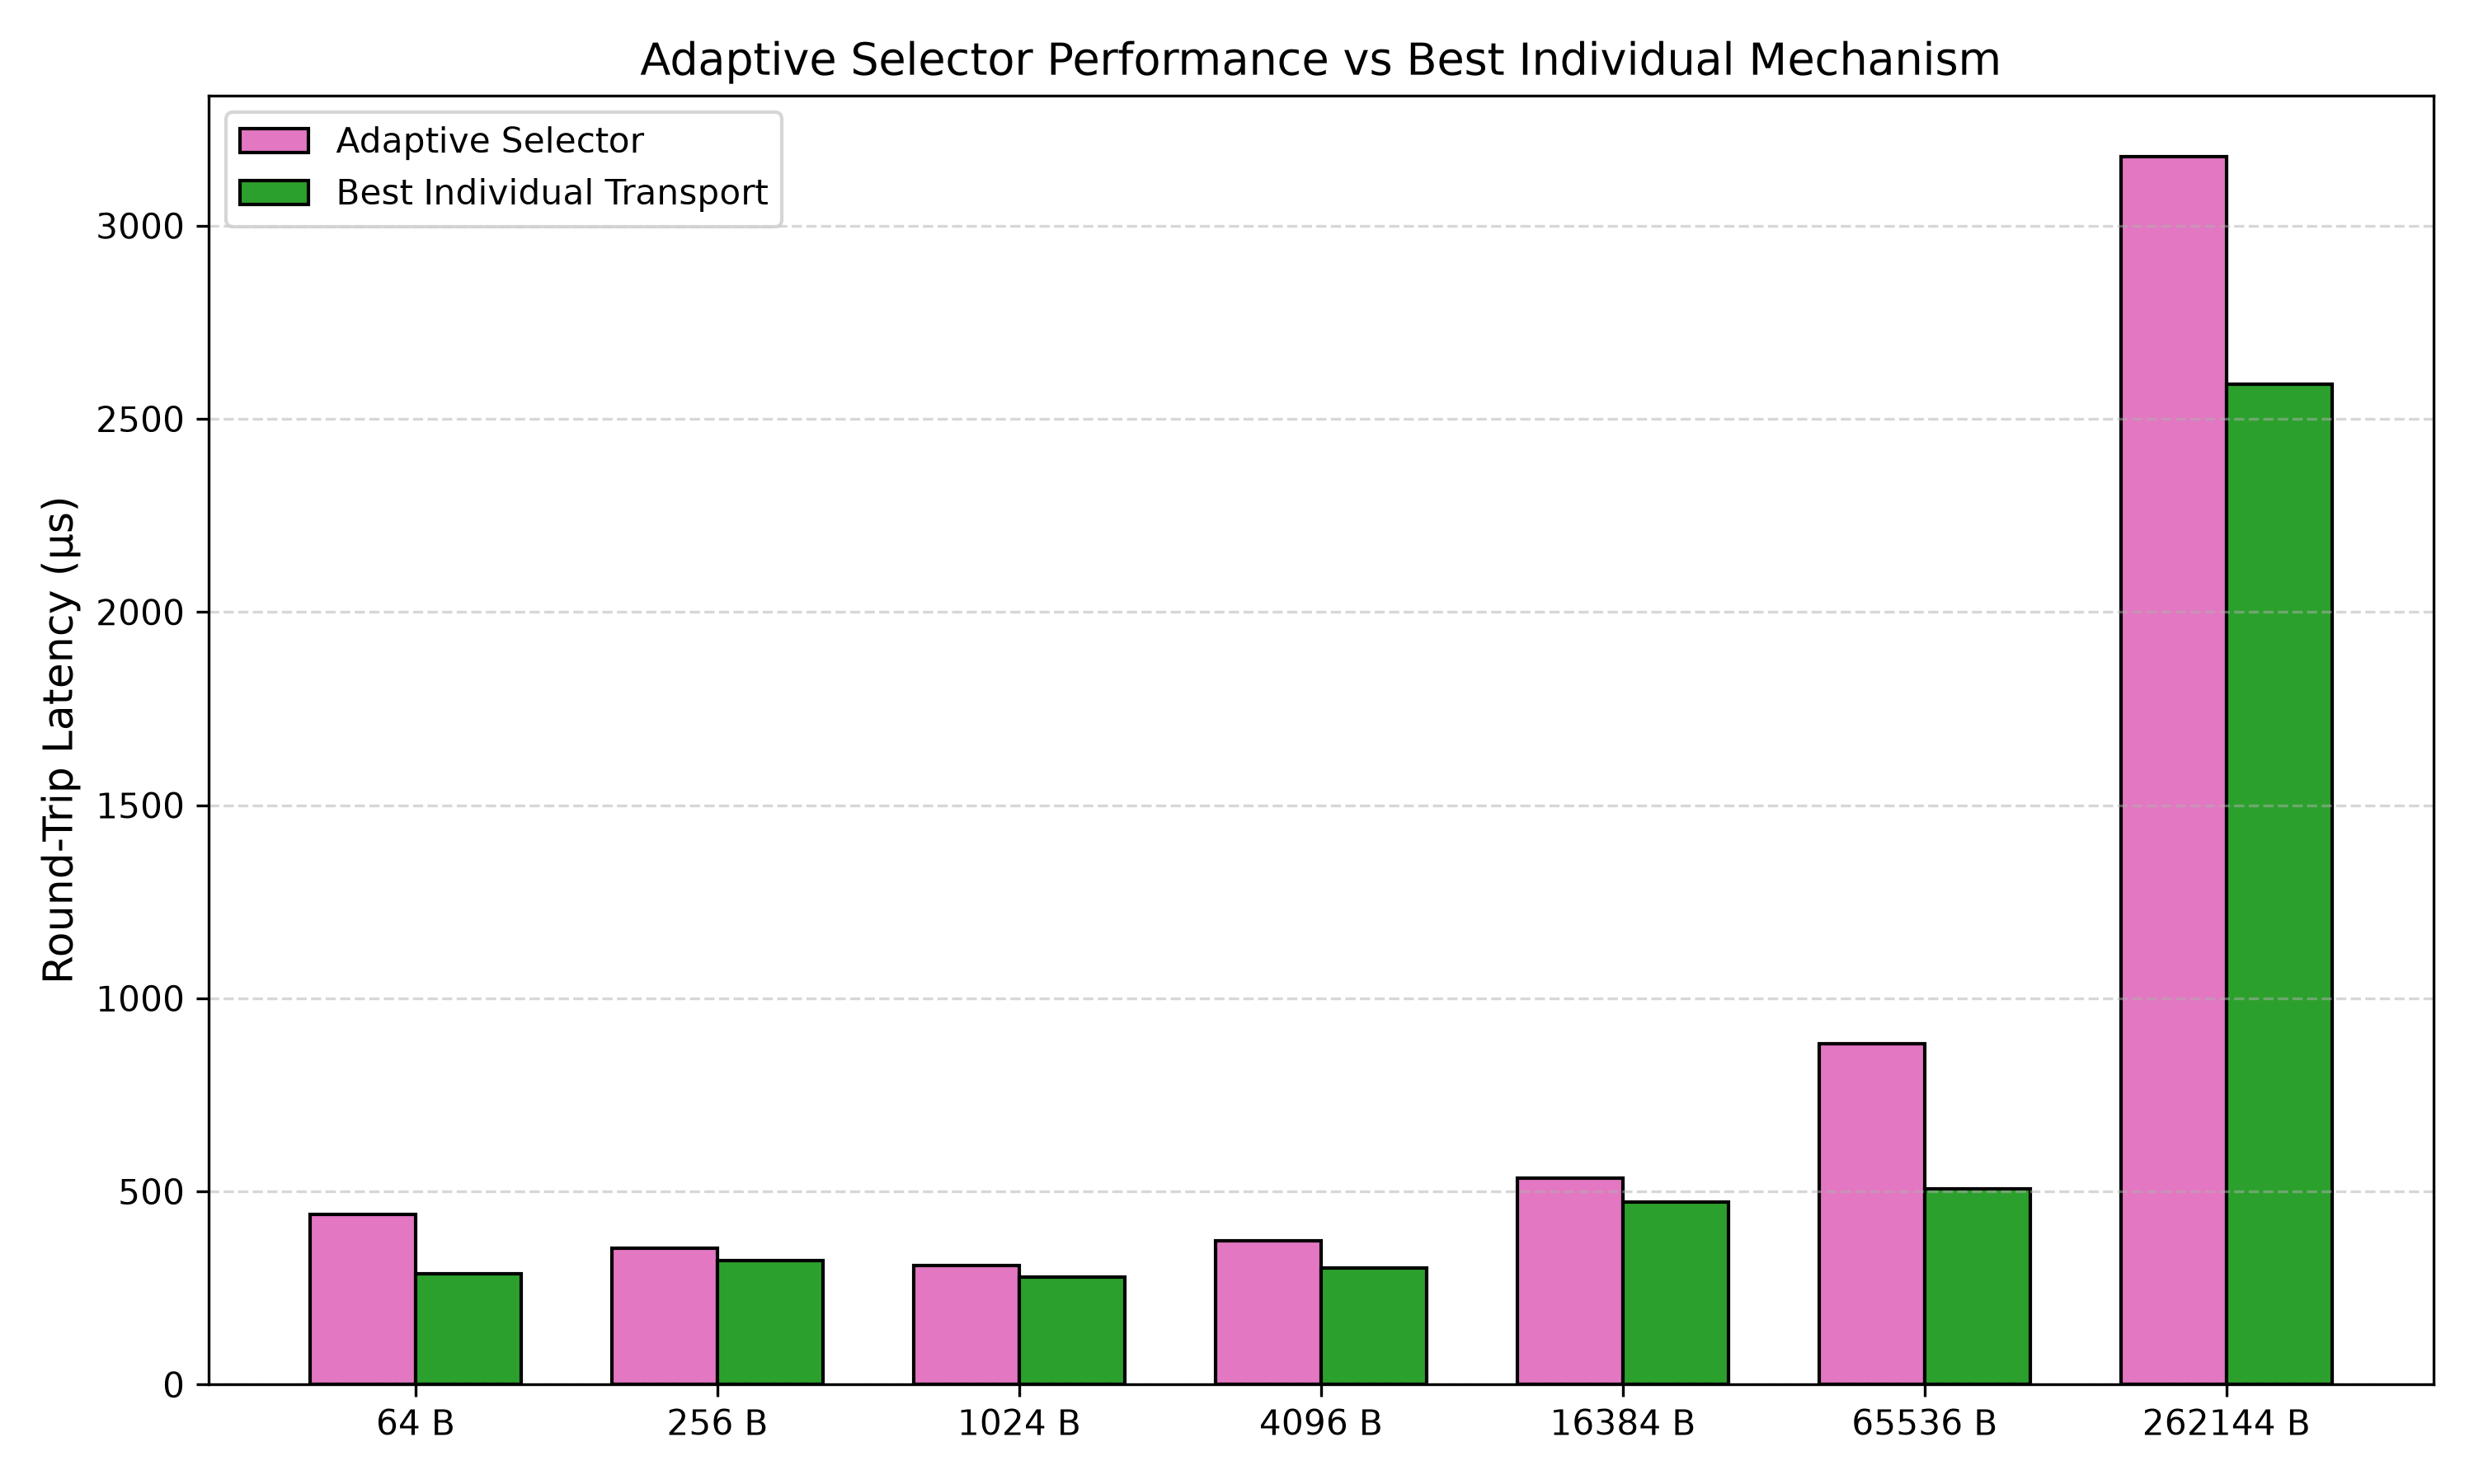 Adaptive Selector Performance vs Best Individual Mechanism
Adaptive Selector
Best Individual Transport
Round-Trip Latency (µs)
3000
2500
2000
1500
1000
500
0
64 B
256 B
1024 B
4096 B
16384 B
65536 B
262144 B